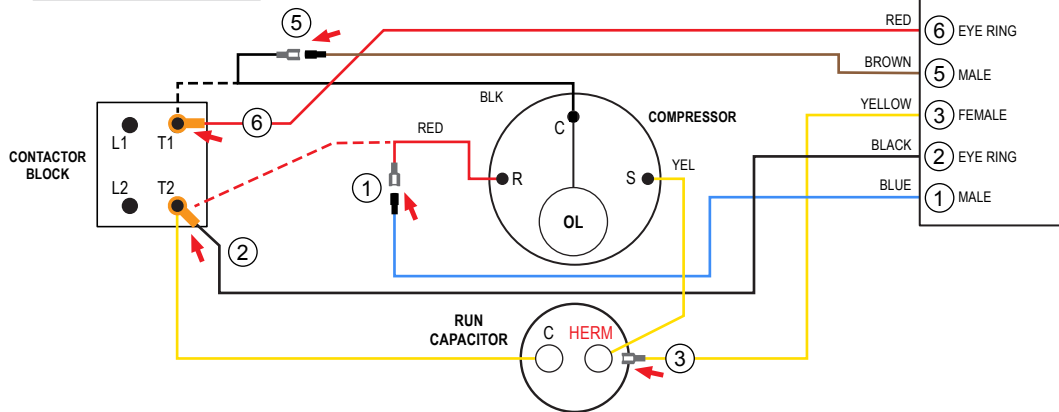 5
RED
6 EYE RING
BROWN
5 MALE
BLK
COMPRESSOR
YELLOW
3 FEMALE
6
L1 T1
C
RED
BLACK
2 EYE RING
CONTACTOR
BLOCK
YEL
L2 T2
1
R
S
BLUE
1 MALE
OL
2
RUN
CAPACITOR
C HERM
3